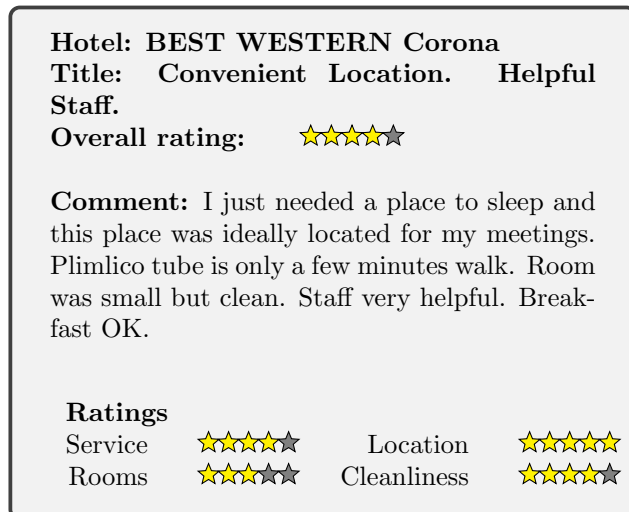 Hotel: BEST WESTERN Corona
Title: Convenient Location. Helpful
Staff.
Overall rating:
Comment: I just needed a place to sleep and
this place was ideally located for my meetings.
Plimlico tube is only a few minutes walk. Room
was small but clean. Staff very helpful. Break-
fast OK.
Ratings
Service Location
Rooms Cleanliness